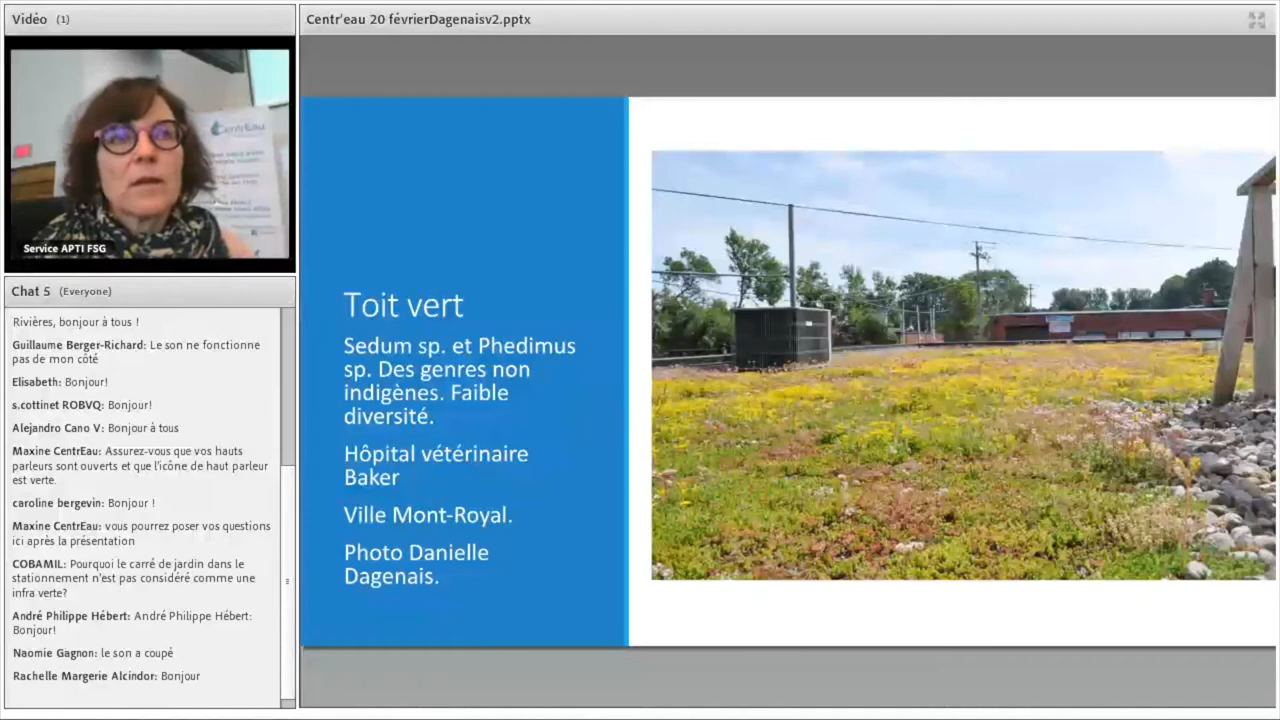 Vidéo (1)
Centr'eau 20 févrierDagenaisv2.pptx
CentrEau
Service APTI FSG
Chat 5 (Everyone)
Rivières, bonjour à tous !
Guillaume Berger-Richard: Le son ne fonctionne
pas de mon côté
Elisabeth: Bonjour!
s.cottinet ROBVQ: Bonjour!
Alejandro Cano V: Bonjour à tous
Maxine CentrEau: Assurez-vous que vos hauts
parleurs sont ouverts et que l'icône de haut parleur
est verte.
caroline bergevin: Bonjour !
Maxine CentrEau: vous pourrez poser vos questions
ici après la présentation
COBAMIL: Pourquoi le carré de jardin dans le
stationnement n'est pas considéré comme une
infra verte?
André Philippe Hébert: André Philippe Hébert:
Bonjour!
Naomie Gagnon: le son a coupé
Rachelle Margerie Alcindor: Bonjour
Toit vert
Sedum sp. et Phedimus
sp. Des genres non
indigènes. Faible
diversité.
Hôpital vétérinaire
Baker
Ville Mont-Royal.
Photo Danielle
Dagenais.